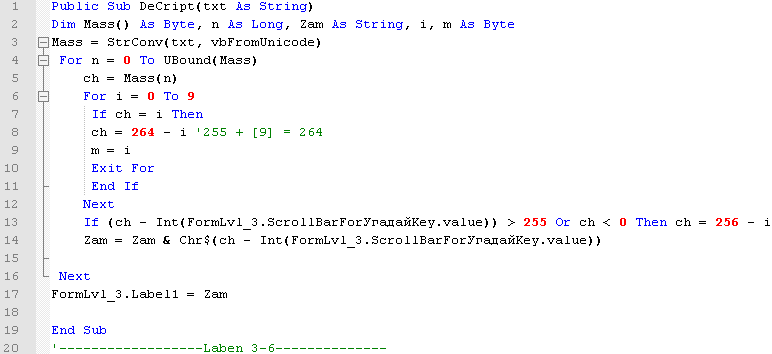 1 Public Sub DeCript(txt As String)
2 Dim Mass() As Byte, n As Long, Zam As String, i, m As Byte
3 Mass = StrConv(txt, vbFromUnicode)
4 For n = 0 To UBound(Mass)
5 ch = Mass(n)
6 For i = 0 To 9
7 If ch = i Then
8 ch = 264 - i '255 + [9] = 264
9 m = i
10 Exit For
11 End If
12 Next
13 If (ch - Int(FormLvl_3.ScrollBarForУгадайKey.value)) > 255 Or ch < 0 Then ch = 256 - i
14 Zam = Zam & Chr$(ch - Int(FormLvl_3.ScrollBarForУгадайKey.value))
15
16 Next
17 FormLvl_3.Label1 = Zam
18
19 End Sub
20 '------------------Laben 3-6--------------